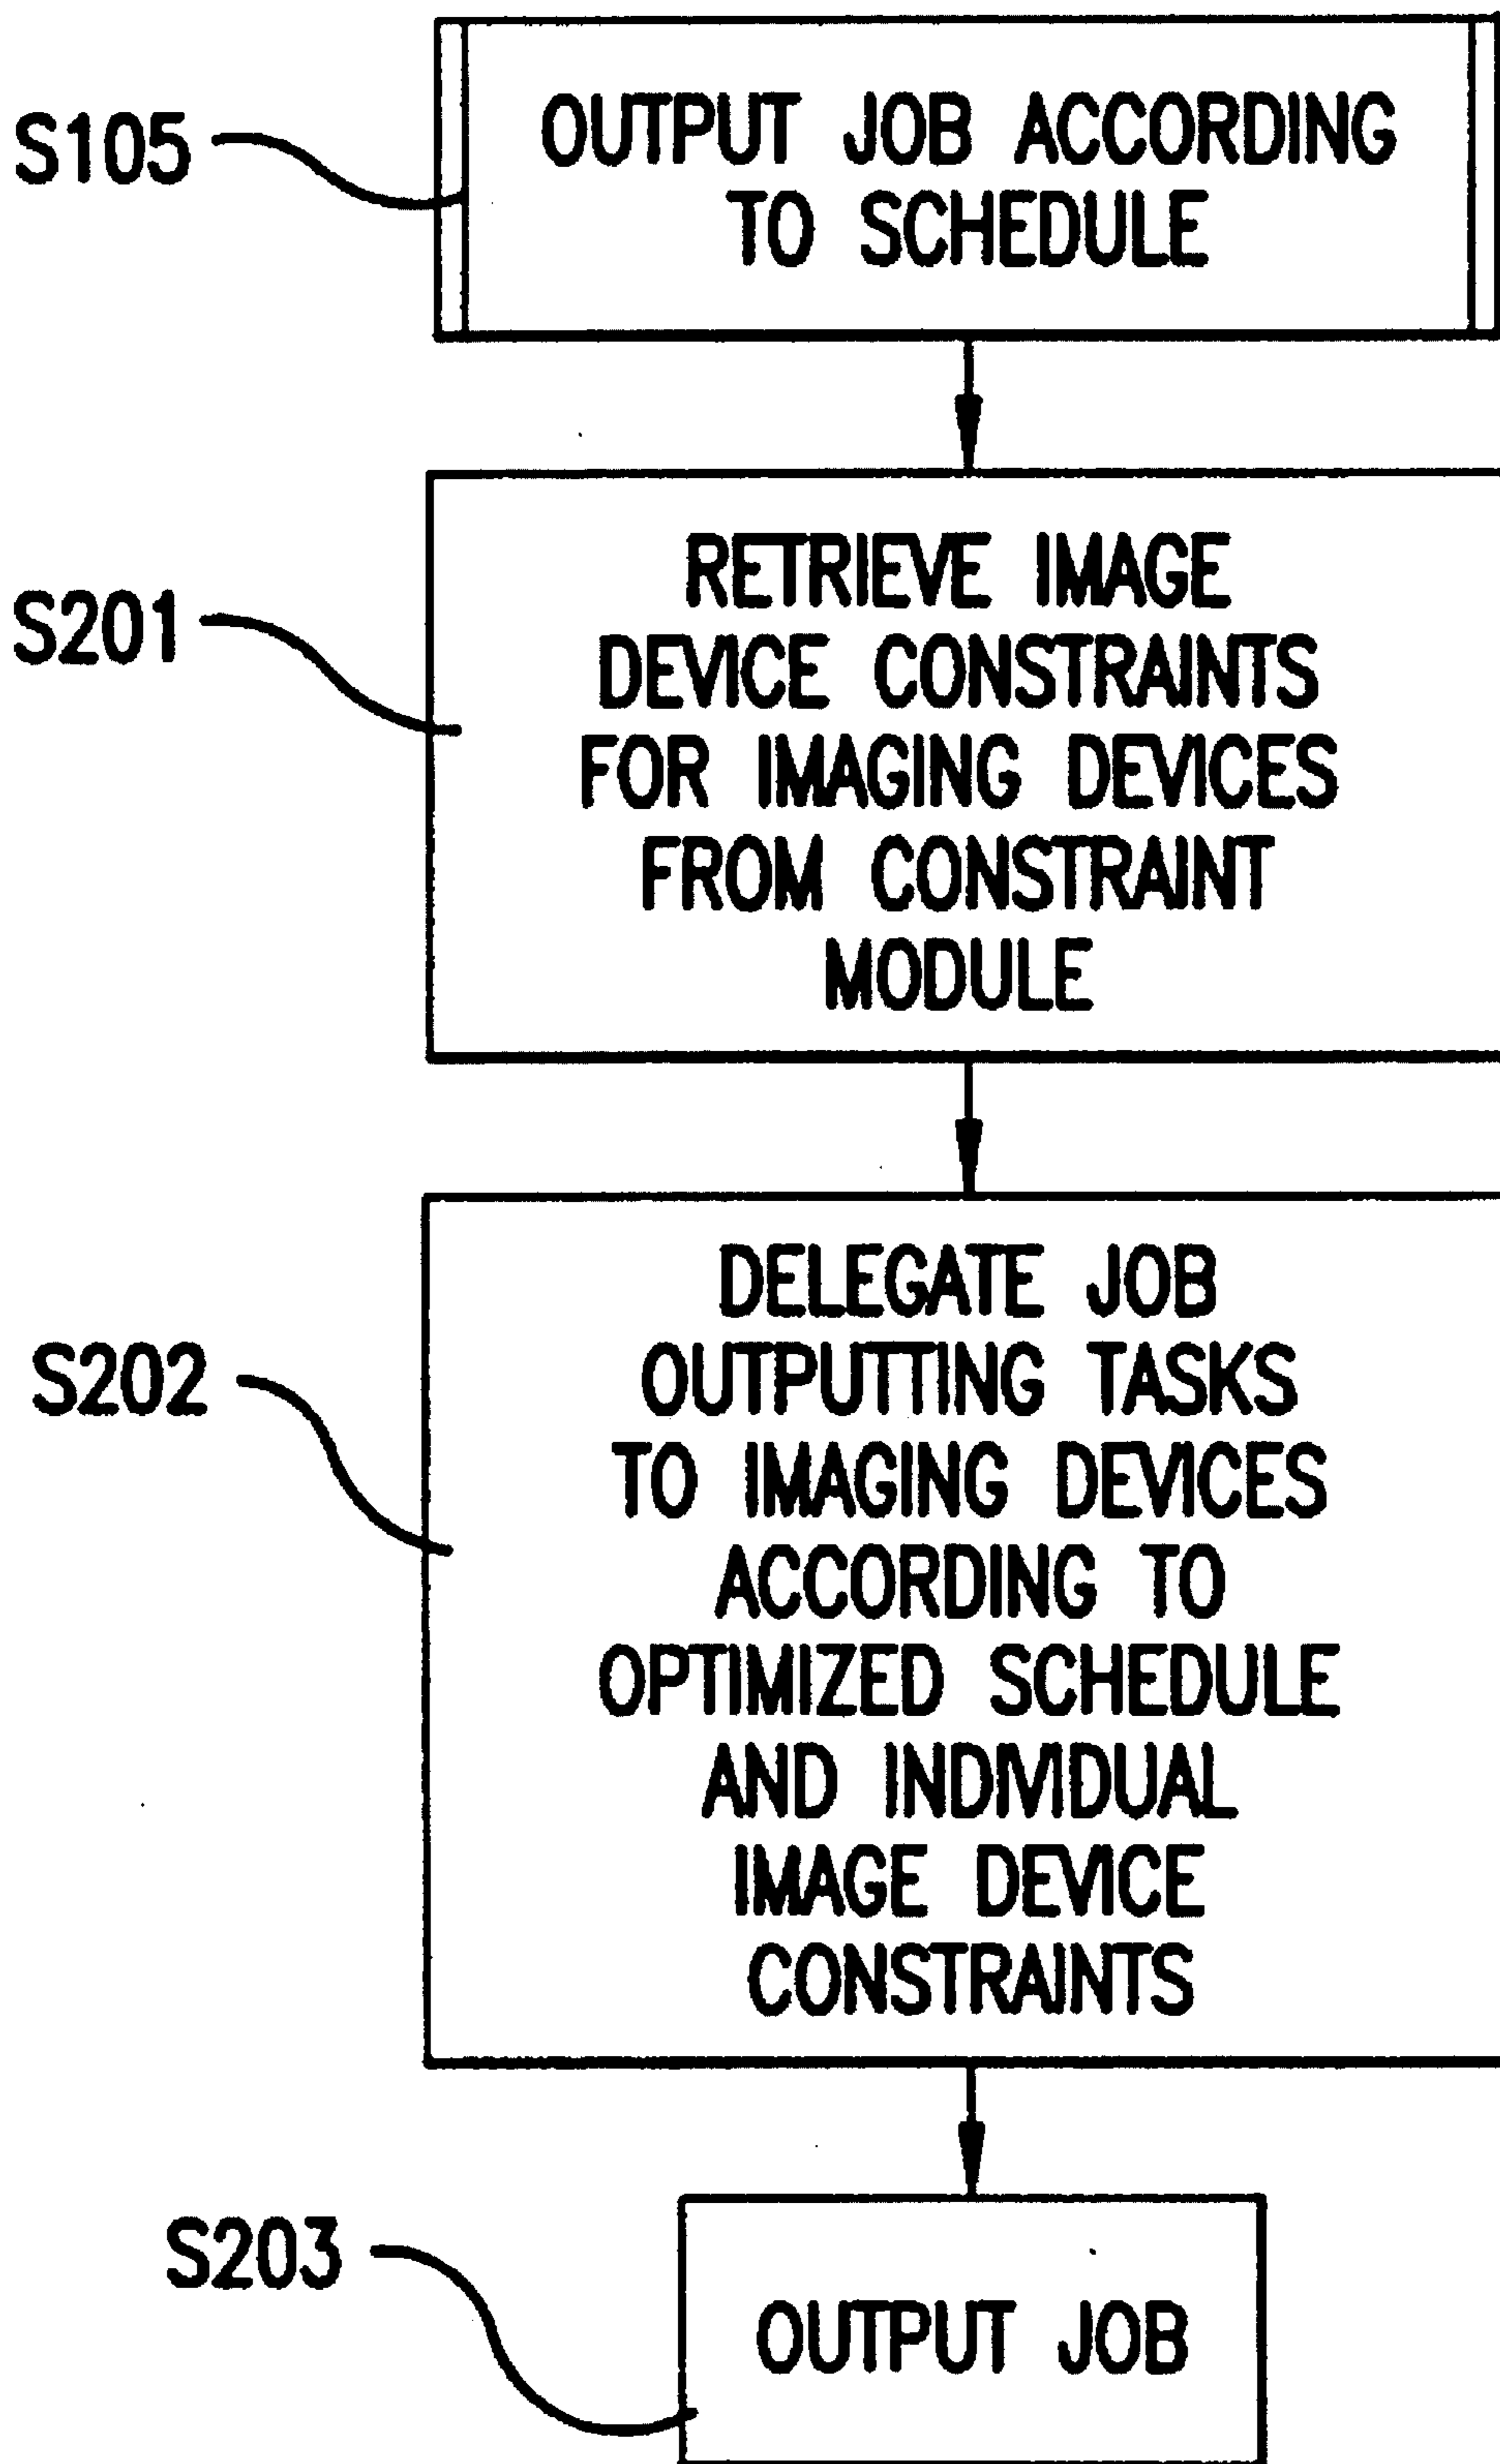 S105
OUTPUT JOB ACCORDING
TO SCHEDULE
S201
RETRIEVE IMAGE
DEVICE CONSTRAINTS
FOR IMAGING DEVICES
FROM CONSTRAINT
MODULE
S202
DELEGATE JOB
OUTPUTTING TASKS
TO IMAGING DEVICES
ACCORDING TO
OPTIMIZED SCHEDULE
AND INDIVIDUAL
IMAGE DEVICE
CONSTRAINTS
S203
OUTPUT JOB